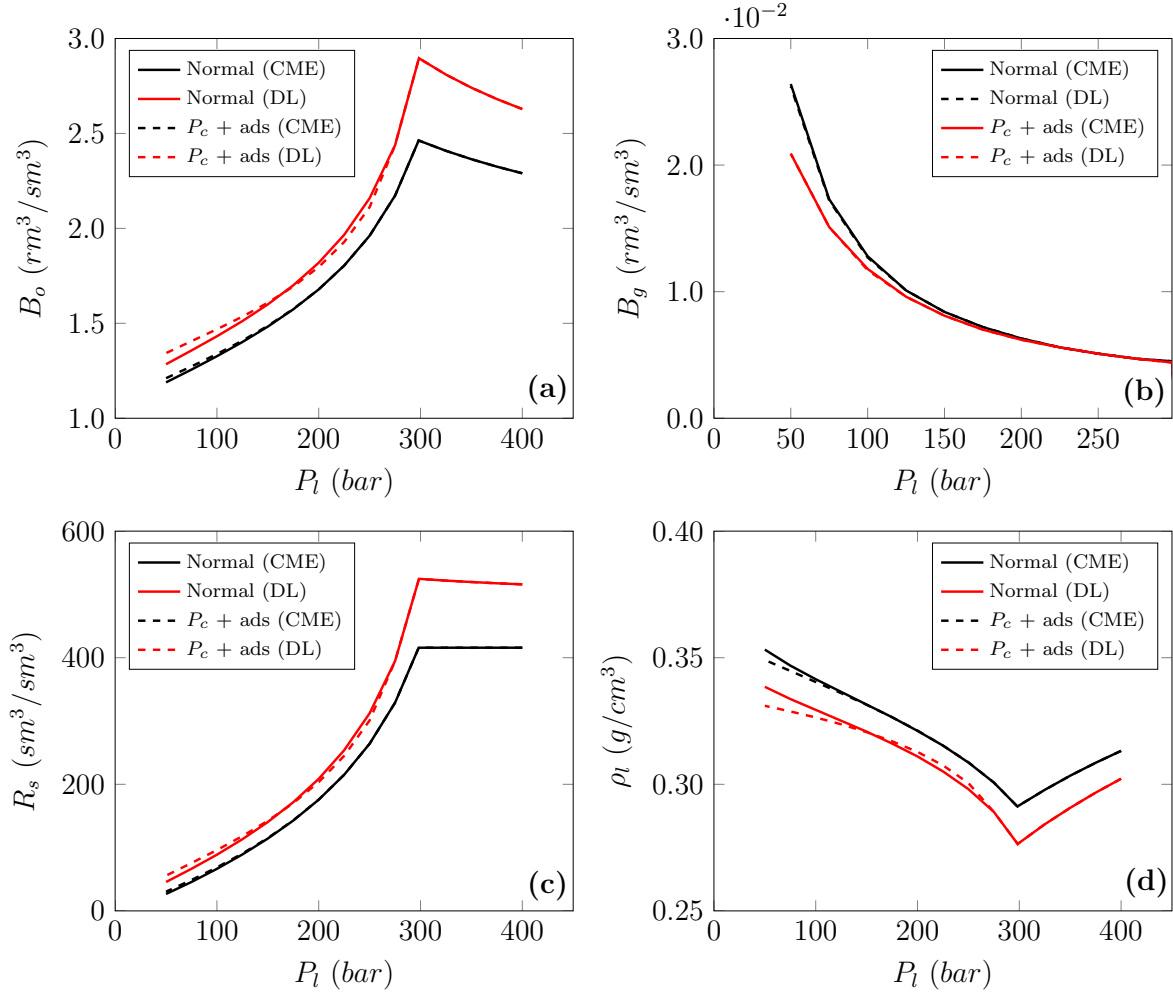 3.0
2.5
2.0
1.5
1.0
B_o (rm^3/sm^3)
Normal (CME)
Normal (DL)
P_c + ads (CME)
P_c + ads (DL)
(a)
0 100 200 300 400
P_l (bar)
·10^{-2}
3.0
2.0
1.0
0.0
B_g (rm^3/sm^3)
Normal (CME)
Normal (DL)
P_c + ads (CME)
P_c + ads (DL)
(b)
0 50 100 150 200 250
P_l (bar)
600
400
200
0
R_s (sm^3/sm^3)
Normal (CME)
Normal (DL)
P_c + ads (CME)
P_c + ads (DL)
(c)
0 100 200 300 400
P_l (bar)
0.40
0.35
0.30
0.25
ρ_l (g/cm^3)
Normal (CME)
Normal (DL)
P_c + ads (CME)
P_c + ads (DL)
(d)
0 100 200 300 400
P_l (bar)